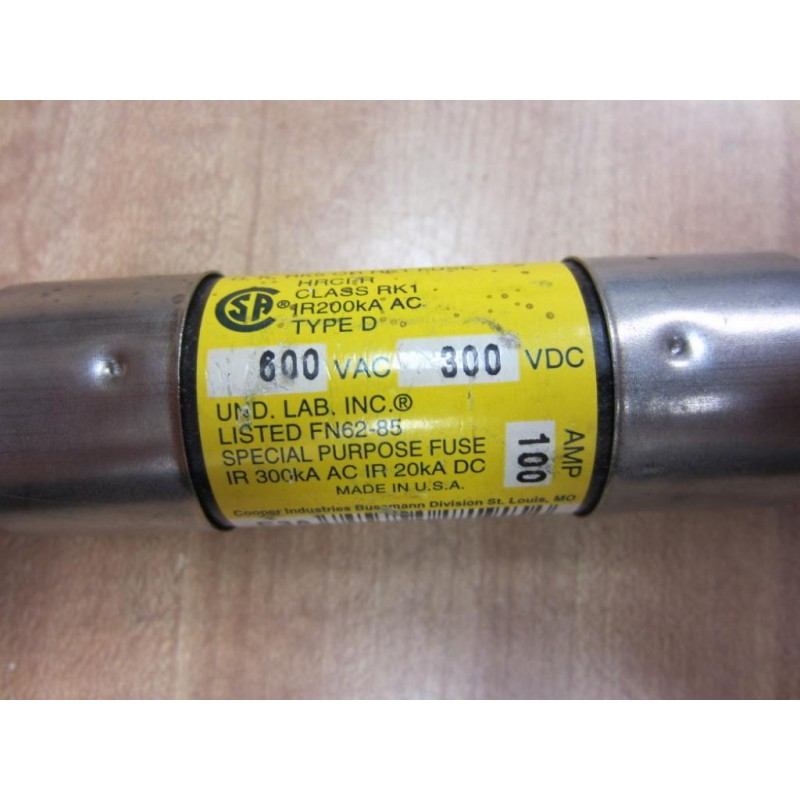 HRCI-R
CLASS RK1
SA ® IR200kA AC
TYPE D
600 VAC 300 VDC
UND. LAB. INC.®
LISTED FN62-85
SPECIAL PURPOSE FUSE
IR 300kA AC IR 20kA DC
MADE IN U.S.A.
AMP
100
Cooper Industries Bussmann Division St. Louis, MO